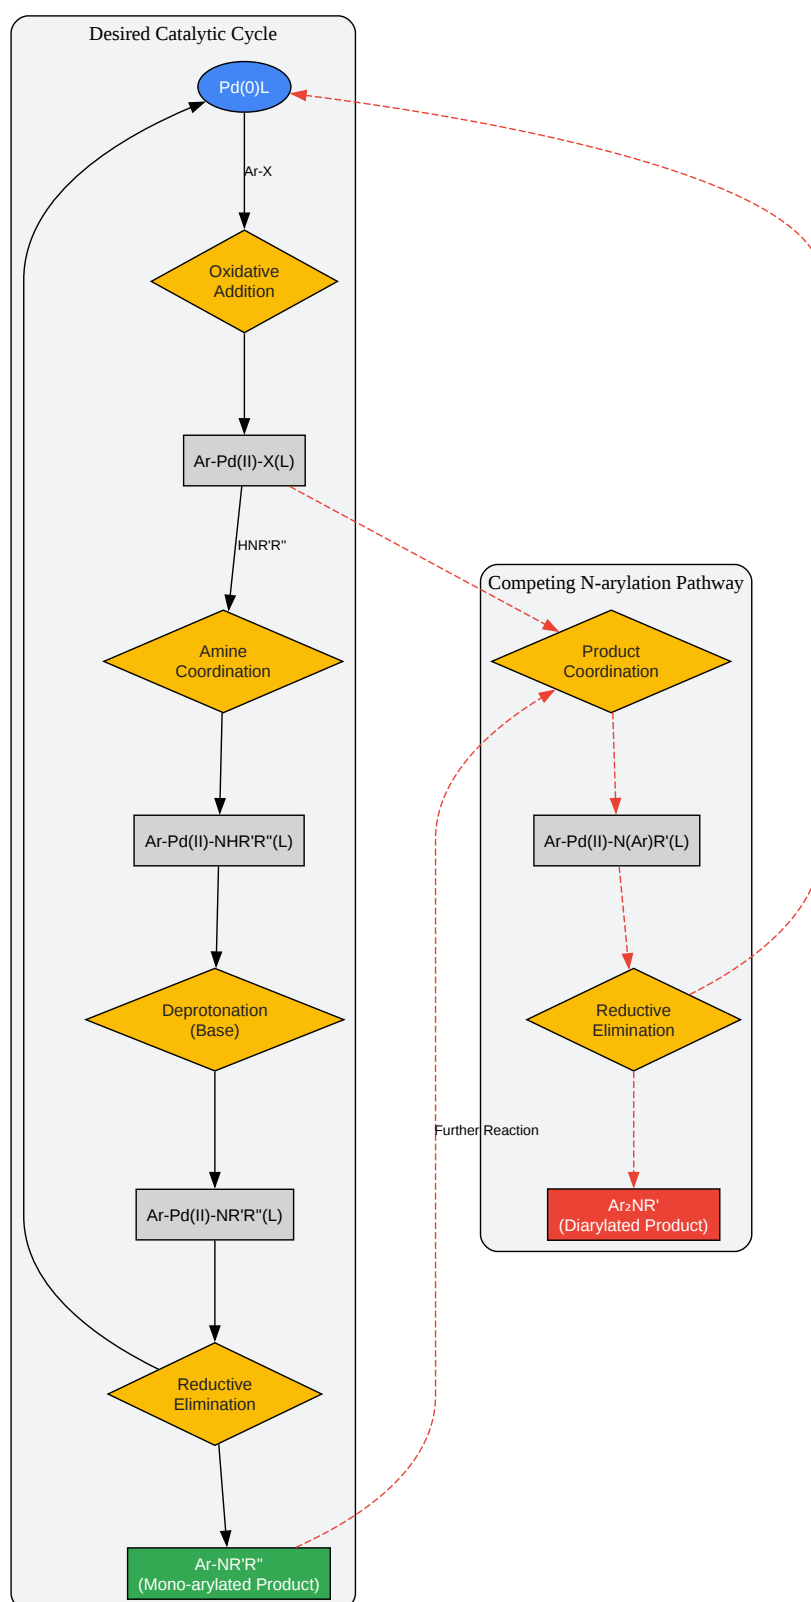 Desired Catalytic Cycle
Pd(0)L
Ar-X
Oxidative
Addition
Ar-Pd(II)-X(L)
HNR'R"
Amine
Coordination
Ar-Pd(II)-NHR'R"(L)
Deprotonation
(Base)
Ar-Pd(II)-NR'R"(L)
Reductive
Elimination
Ar-NR'R"
(Mono-arylated Product)
Further Reaction
Competing N-arylation Pathway
Product
Coordination
Ar-Pd(II)-N(Ar)R'(L)
Reductive
Elimination
Ar₂NR'
(Diarylated Product)